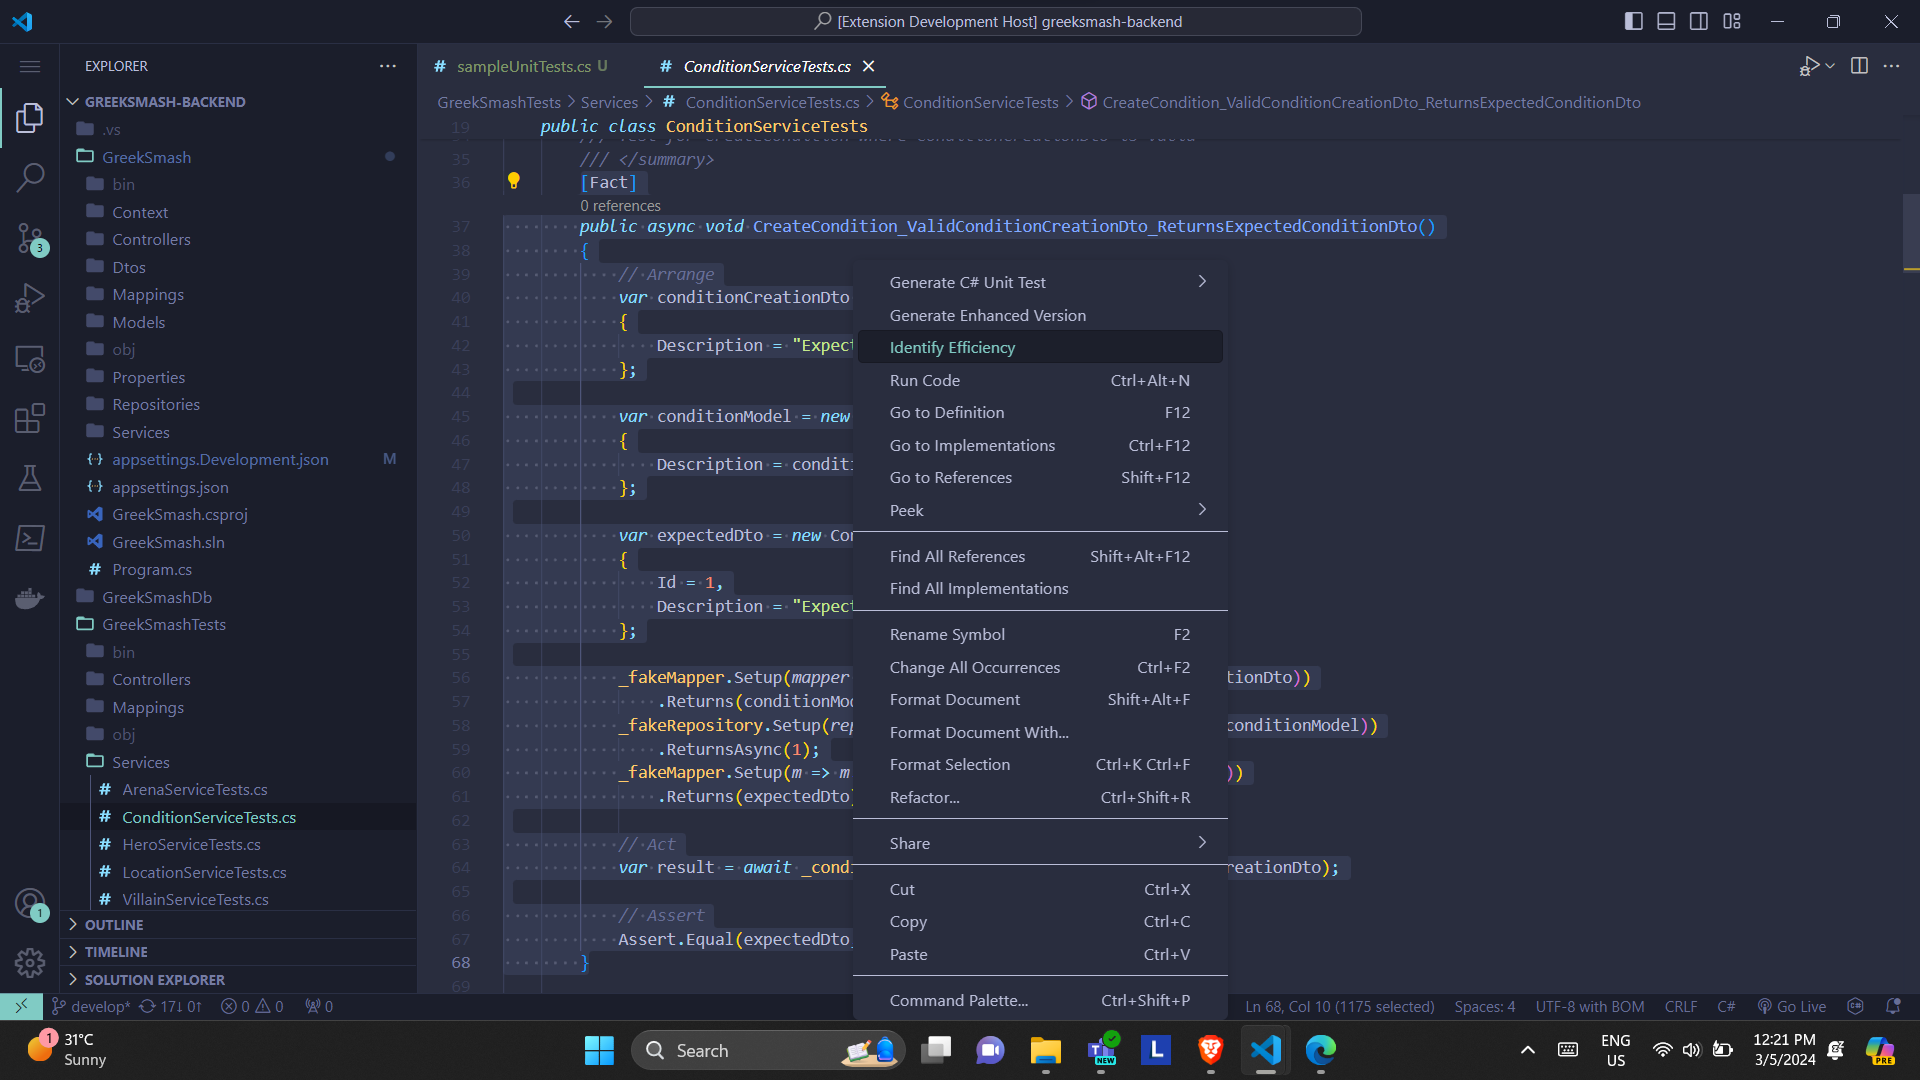 [Extension Development Host] greeksmash-backend
EXPLORER
GREEKSMASH-BACKEND
.vs
GreekSmash
bin
Context
Controllers
Dtos
Mappings
Models
obj
Properties
Repositories
Services
appsettings.Development.json M
appsettings.json
GreekSmash.csproj
GreekSmash.sln
Program.cs
GreekSmashDb
GreekSmashTests
bin
Controllers
Mappings
obj
Services
ArenaServiceTests.cs
ConditionServiceTests.cs
HeroServiceTests.cs
LocationServiceTests.cs
VillainServiceTests.cs
OUTLINE
TIMELINE
SOLUTION EXPLORER
3
1
sampleUnitTests.cs U
ConditionServiceTests.cs
GreekSmashTests > Services > # ConditionServiceTests.cs > ConditionServiceTests > CreateCondition_ValidConditionCreationDto_ReturnsExpectedConditionDto
19 public class ConditionServiceTests
35 /// </summary>
36 [Fact]
0 references
37 public async void CreateCondition_ValidConditionCreationDto_ReturnsExpectedConditionDto()
38 {
39 // Arrange
40 var conditionCreationDto
41 {
42 Description = "Expect
43 };
44
45 var conditionModel = new
46 {
47 Description = conditi
48 };
49
50 var expectedDto = new Con
51 {
52 Id = 1,
53 Description = "Expect
54 };
55
56 _fakeMapper.Setup(mapper tionDto))
57 .Returns(conditionMod
58 _fakeRepository.Setup(rep conditionModel))
59 .ReturnsAsync(1);
60 _fakeMapper.Setup(m => m ))
61 .Returns(expectedDto)
62
63 // Act
64 var result = await _condi reationDto);
65
66 // Assert
67 Assert.Equal(expectedDto,
68 }
69
Generate C# Unit Test
Generate Enhanced Version
Identify Efficiency
Run Code Ctrl+Alt+N
Go to Definition F12
Go to Implementations Ctrl+F12
Go to References Shift+F12
Peek
Find All References Shift+Alt+F12
Find All Implementations
Rename Symbol F2
Change All Occurrences Ctrl+F2
Format Document Shift+Alt+F
Format Document With...
Format Selection Ctrl+K Ctrl+F
Refactor... Ctrl+Shift+R
Share
Cut Ctrl+X
Copy Ctrl+C
Paste Ctrl+V
Command Palette... Ctrl+Shift+P
develop* 17↓ 0↑ 0 0 0
Ln 68, Col 10 (1175 selected) Spaces: 4 UTF-8 with BOM CRLF C# Go Live
1
31°C
Sunny
Search
NEW
L
ENG
US
12:21 PM
3/5/2024
PRE